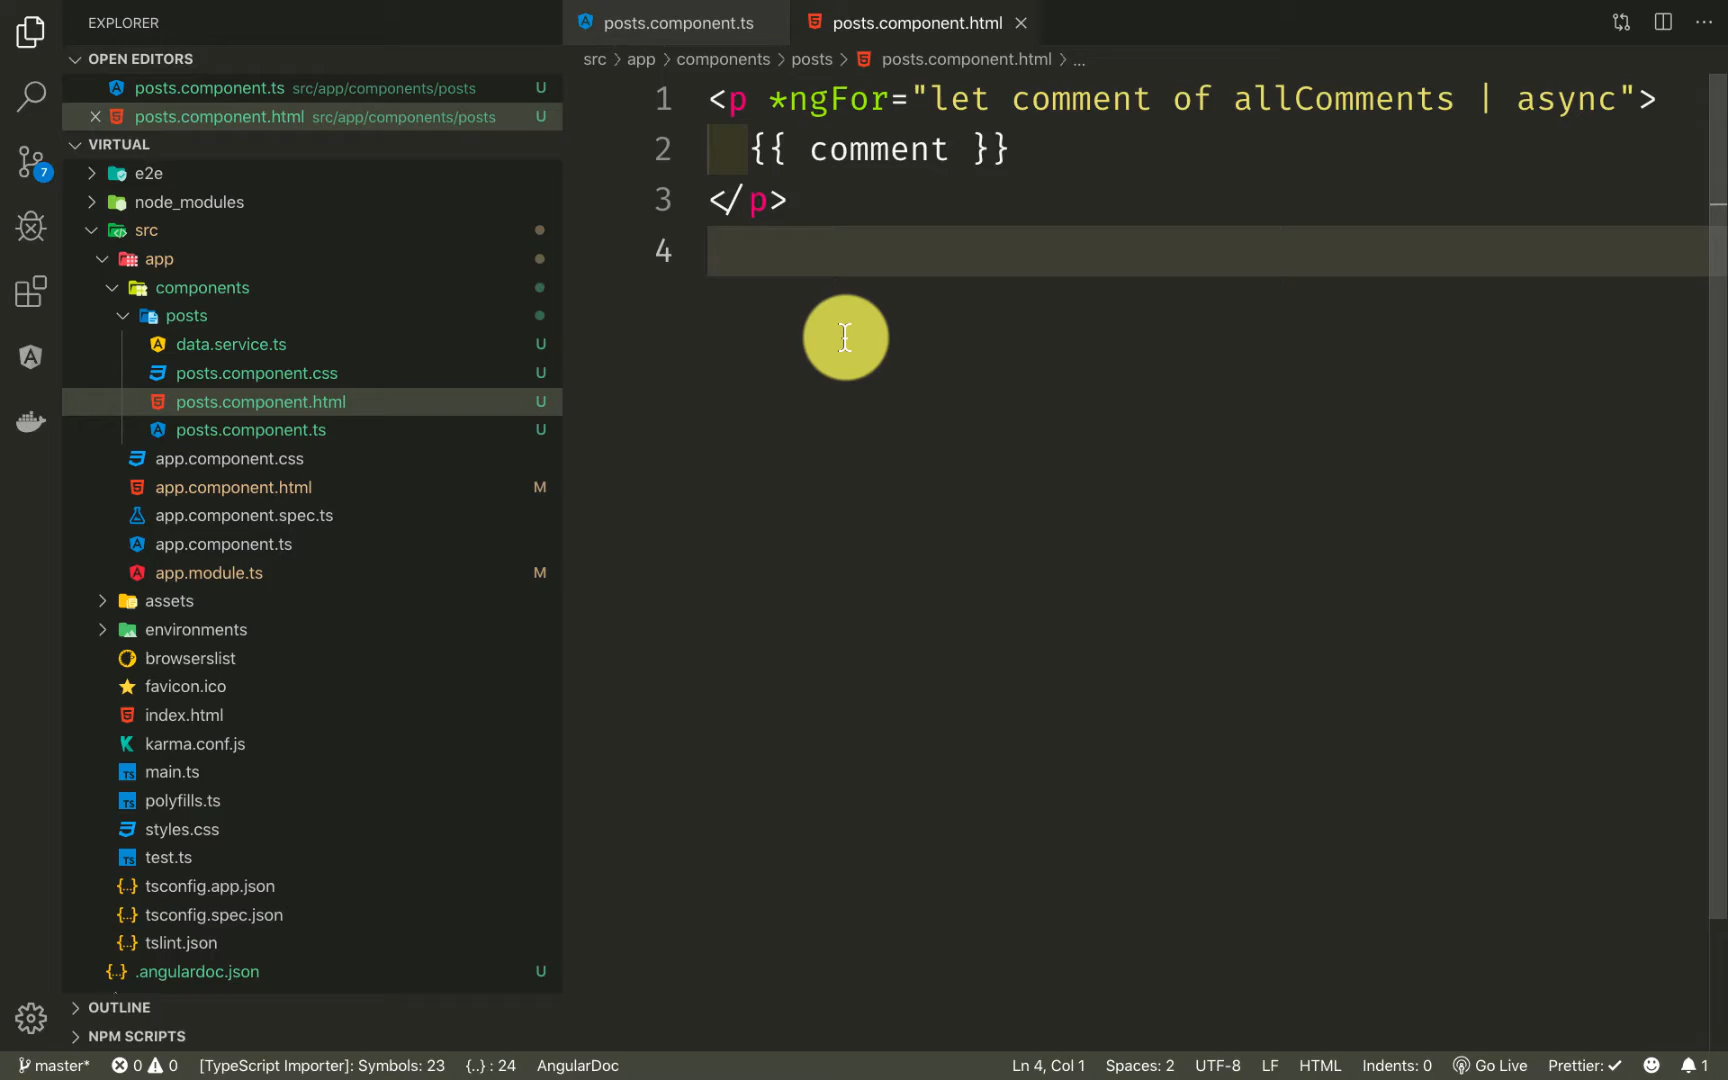 EXPLORER
OPEN EDITORS
posts.component.ts src/app/components/posts U
posts.component.html src/app/components/posts U
VIRTUAL
e2e
node_modules
src
app
components
posts
data.service.ts U
posts.component.css U
posts.component.html U
posts.component.ts U
app.component.css
app.component.html M
app.component.spec.ts
app.component.ts
app.module.ts M
assets
environments
browserslist
favicon.ico
index.html
karma.conf.js
main.ts
polyfills.ts
styles.css
test.ts
tsconfig.app.json
tsconfig.spec.json
tslint.json
.angulardoc.json U
OUTLINE
NPM SCRIPTS
7
posts.component.ts posts.component.html
src > app > components > posts > posts.component.html > ...
1 <p *ngFor="let comment of allComments | async">
2 {{ comment }}
3 </p>
4
master* 0 0 [TypeScript Importer]: Symbols: 23 {..} : 24 AngularDoc Ln 4, Col 1 Spaces: 2 UTF-8 LF HTML Indents: 0 Go Live Prettier: ✓ 1